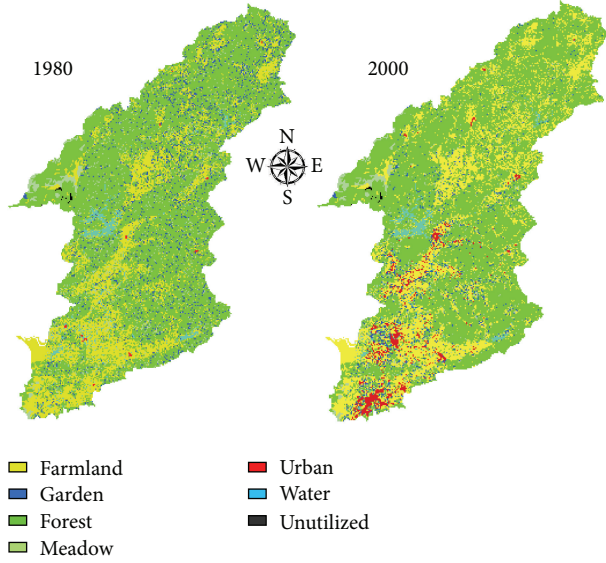 1980
2000
N
W E
S
Farmland
Garden
Forest
Meadow
Urban
Water
Unutilized